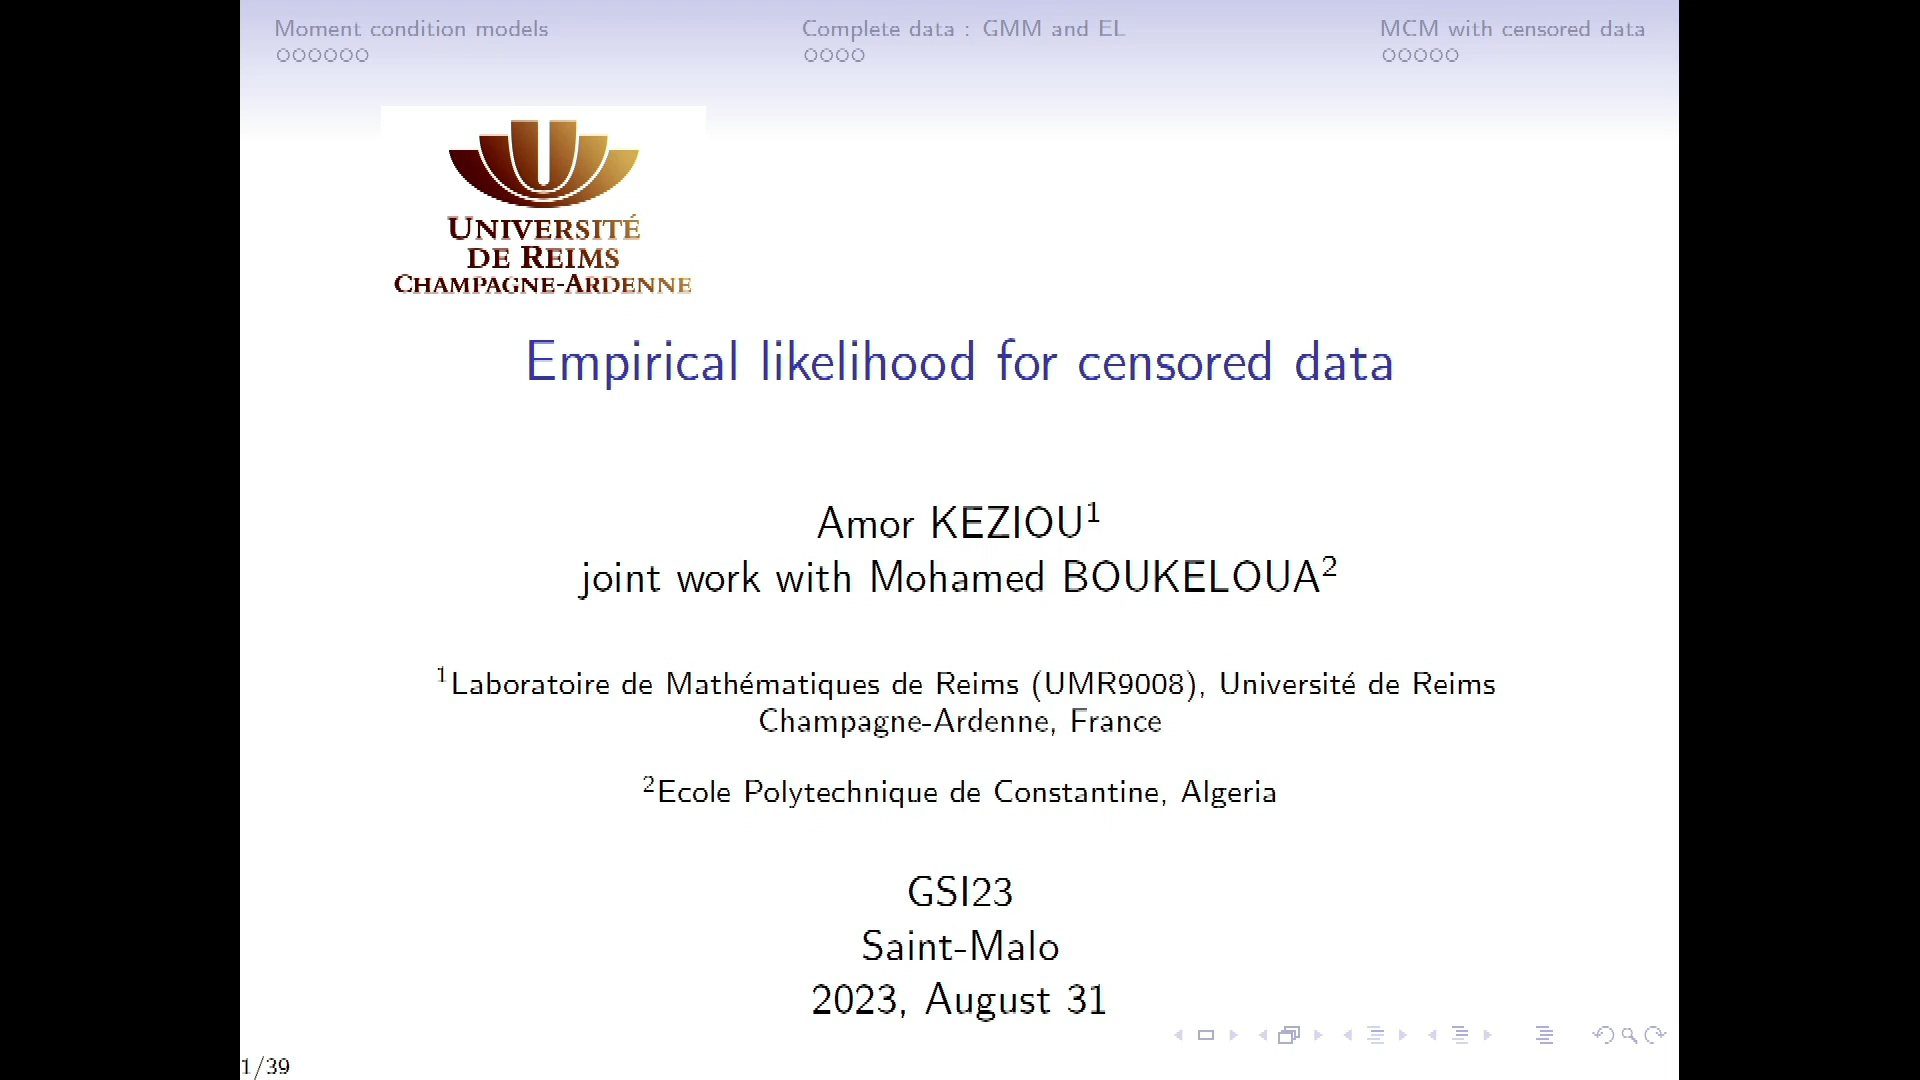 Moment condition models
Complete data : GMM and EL
MCM with censored data
UNIVERSITÉ
DE REIMS
CHAMPAGNE-ARDENNE
Empirical likelihood for censored data
Amor KEZIOU¹
joint work with Mohamed BOUKELOUA²
¹Laboratoire de Mathématiques de Reims (UMR9008), Université de Reims
Champagne-Ardenne, France
²Ecole Polytechnique de Constantine, Algeria
GSI23
Saint-Malo
2023, August 31
1/39